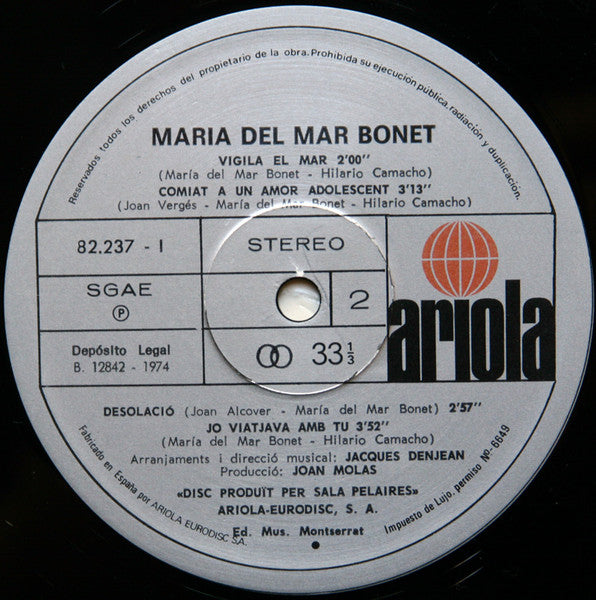 Reservados todos los derechos del propietario de la obra. Prohibida su ejecución pública, radiación y duplicación.
MARIA DEL MAR BONET
VIGILA EL MAR 2'00''
(María del Mar Bonet - Hilario Camacho)
COMIAT A UN AMOR ADOLESCENT 3'13''
(Joan Vergés - María del Mar Bonet - Hilario Camacho)
82.237 - I
STEREO
SGAE
Ⓟ
2
ariola
Depósito Legal
B. 12842 - 1974
33 1/3
DESOLACIÓ (Joan Alcover - María del Mar Bonet) 2'57''
JO VIATJAVA AMB TU 3'52''
(María del Mar Bonet - Hilario Camacho)
Arranjaments i direcció musical: JACQUES DENJEAN
Producció: JOAN MOLAS
«DISC PRODUÏT PER SALA PELAIRES»
ARIOLA-EURODISC, S. A.
Ed. Mus. Montserrat
Fabricado en España por ARIOLA EURODISC S.A.
Impuesto de Lujo. permiso Nº 6649